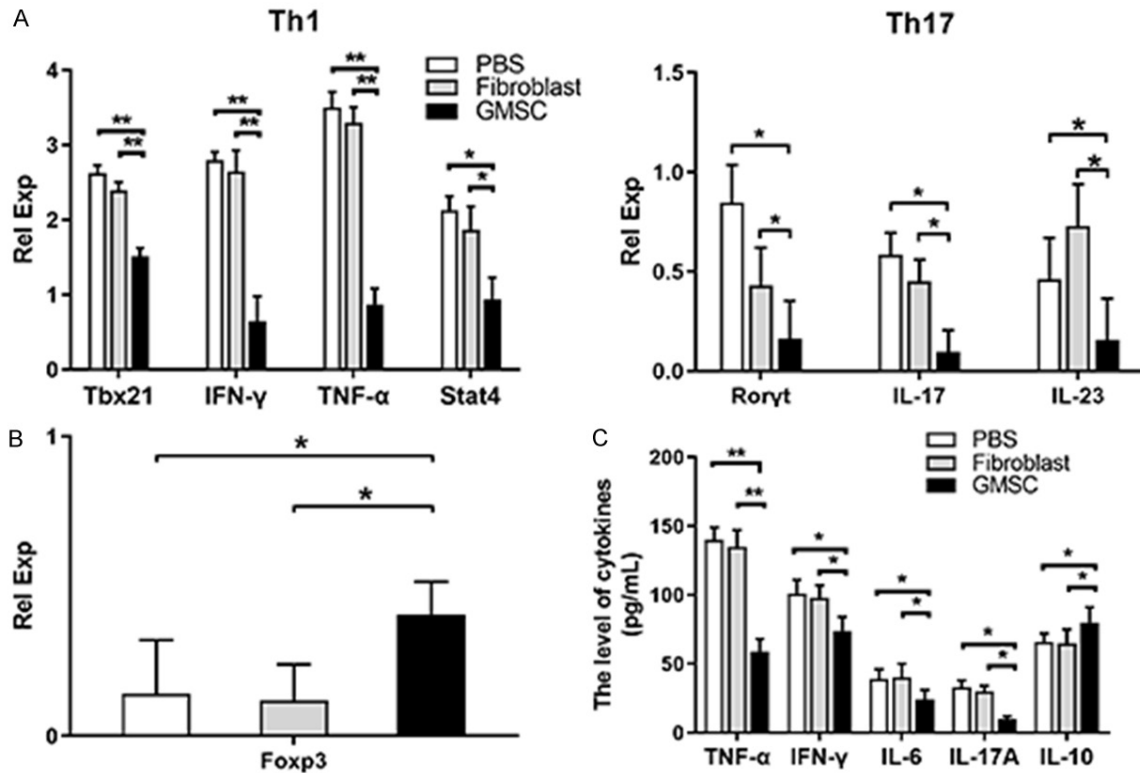 A
Th1
PBS
Fibroblast
GMSC
Rel Exp
4
3
2
1
0
** ** ** ** ** ** * *
Tbx21 IFN-γ TNF-α Stat4
Th17
Rel Exp
1.5
1.0
0.5
0.0
* * * * * *
Rorγt IL-17 IL-23
B
Rel Exp
1
0
*
*
Foxp3
C
PBS
Fibroblast
GMSC
The level of cytokines
(pg/mL)
200
150
100
50
0
** ** * * * * * * * *
TNF-α IFN-γ IL-6 IL-17A IL-10